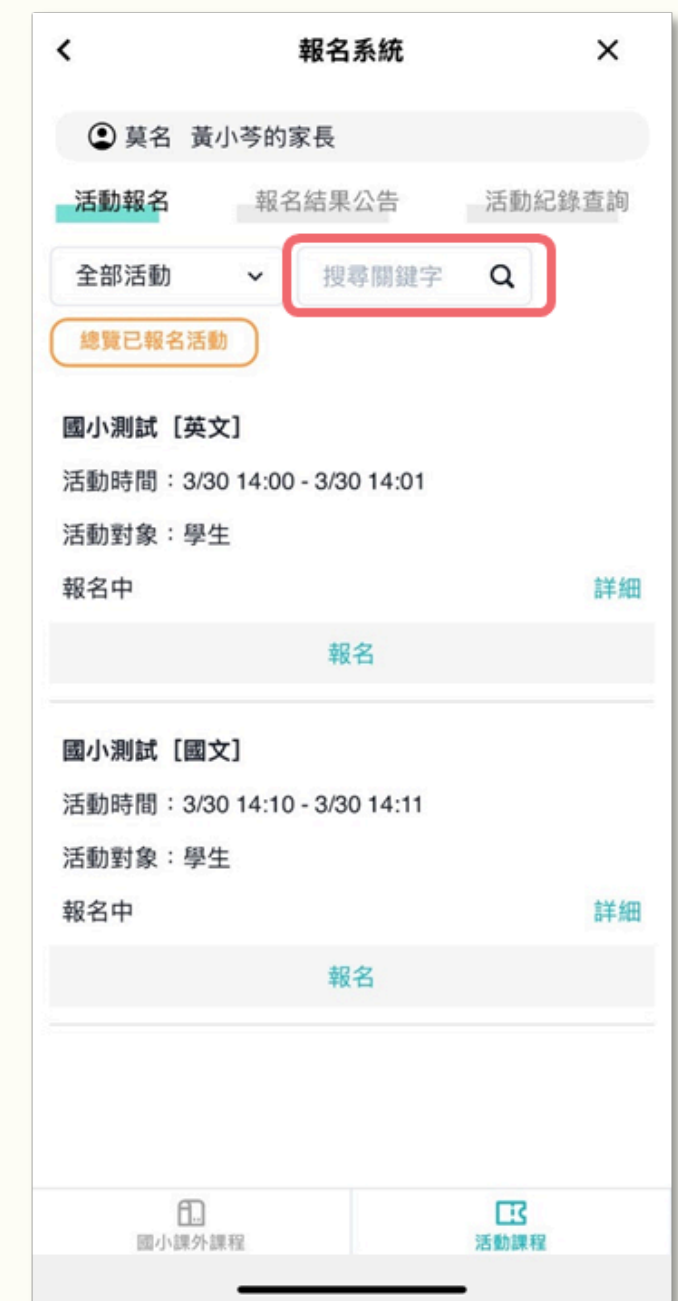 報名系統
莫名 黃小芩的家長
活動報名 報名結果公告 活動紀錄查詢
全部活動 搜尋關鍵字
總覽已報名活動
國小測試［英文］
活動時間：3/30 14:00 - 3/30 14:01
活動對象：學生
報名中 詳細
報名
國小測試［國文］
活動時間：3/30 14:10 - 3/30 14:11
活動對象：學生
報名中 詳細
報名
國小課外課程 活動課程